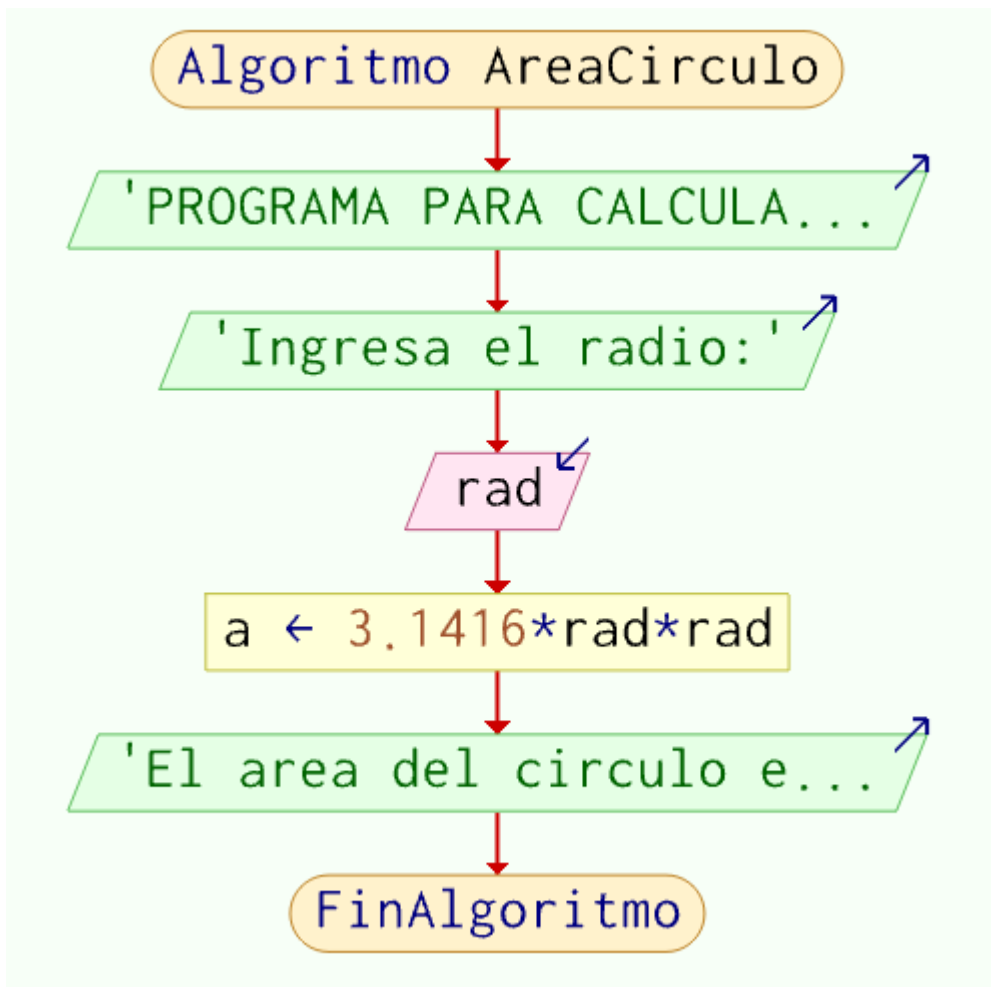 Algoritmo AreaCirculo
'PROGRAMA PARA CALCULA...
'Ingresa el radio:'
rad
a ← 3.1416*rad*rad
'El area del circulo e...
FinAlgoritmo